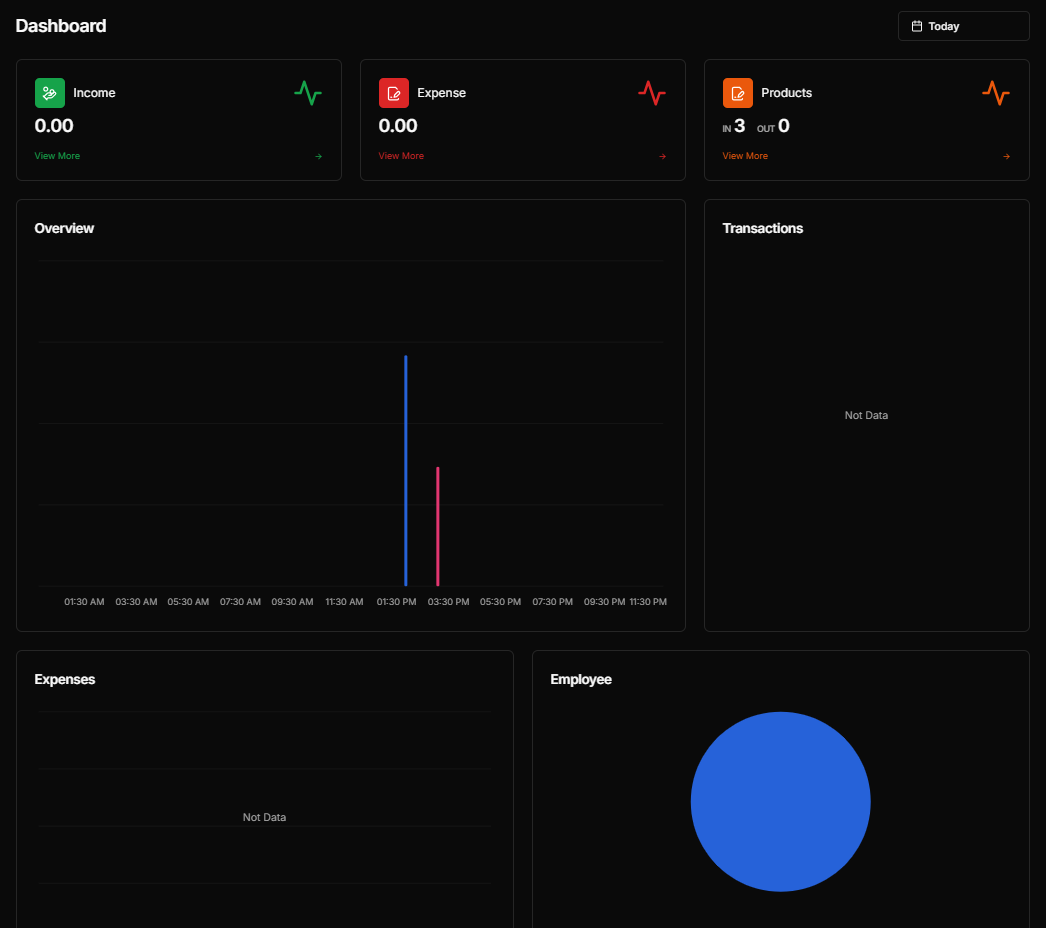 Dashboard
Today
Income
0.00
View More
Expense
0.00
View More
Products
IN 3 OUT 0
View More
Overview
01:30 AM 03:30 AM 05:30 AM 07:30 AM 09:30 AM 11:30 AM 01:30 PM 03:30 PM 05:30 PM 07:30 PM 09:30 PM 11:30 PM
Transactions
Not Data
Expenses
Not Data
Employee